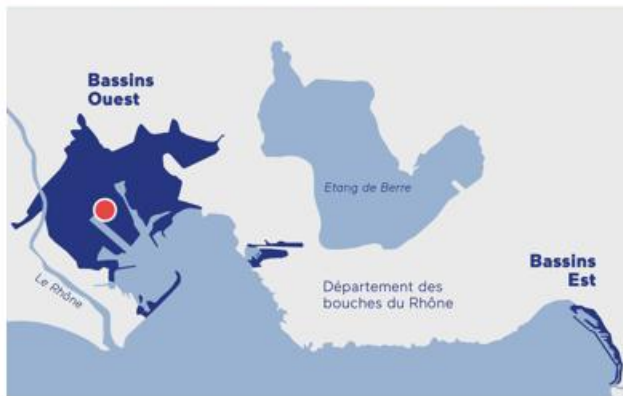 Bassins
Ouest
Etang de Berre
Le Rhône
Département des
bouches du Rhône
Bassins
Est